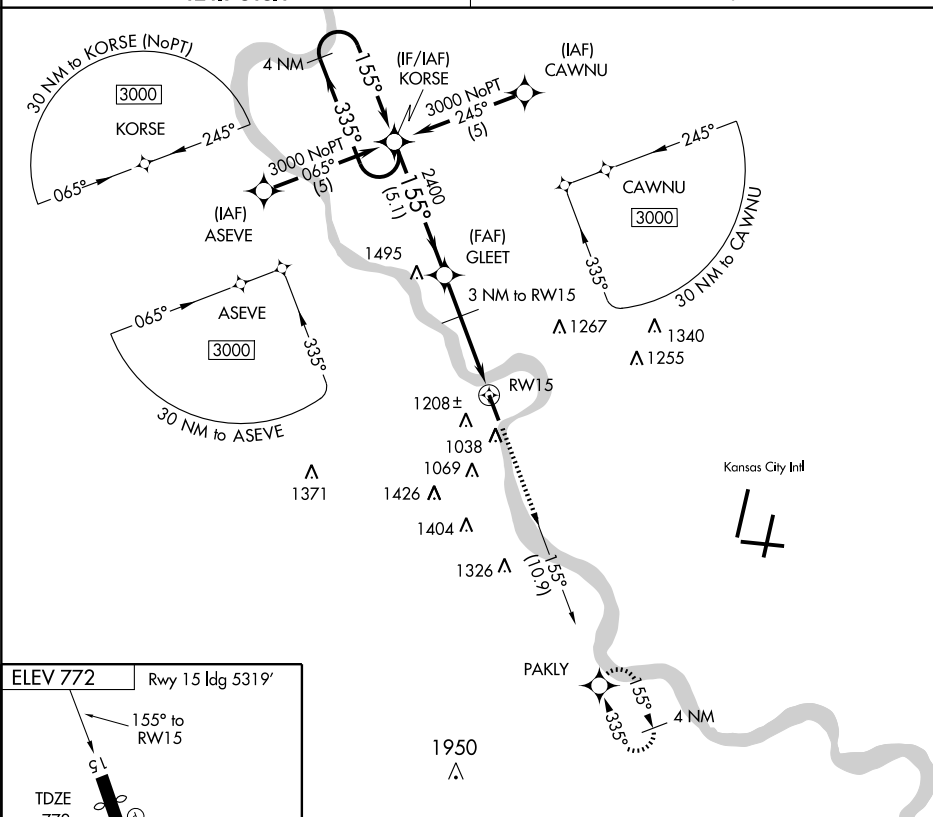 30 NM to KORSE (NoPT)
3000
KORSE
245°
065°
4 NM
155°
335°
(IF/IAF)
KORSE
(IAF)
CAWNU
3000 NoPT
245°
(5)
3000 NoPT
065°
(5)
(IAF)
ASEVE
2400
155°
(5.1)
245°
CAWNU
3000
335°
30 NM to CAWNU
(FAF)
GLEET
1495
3 NM to RW15
065°
ASEVE
3000
335°
30 NM to ASEVE
1267
1340
1255
RW15
1208±
1038
1069
1371
1426
1404
1326
Kansas City Intl
155°
(10.9)
PAKLY
155°
335°
4 NM
1950
ELEV 772
Rwy 15 ldg 5319'
155° to
RW15
15
TDZE